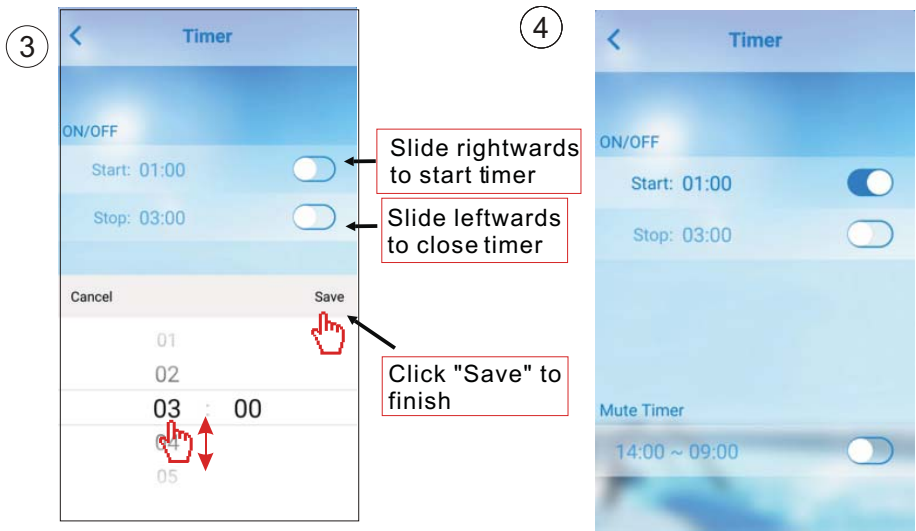 3
Timer
ON/OFF
Start: 01:00
Stop: 03:00
Slide rightwards
to start timer
Slide leftwards
to close timer
Cancel
Save
01
02
03 : 00
04
05
Click "Save" to
finish
4
Timer
ON/OFF
Start: 01:00
Stop: 03:00
Mute Timer
14:00 ~ 09:00